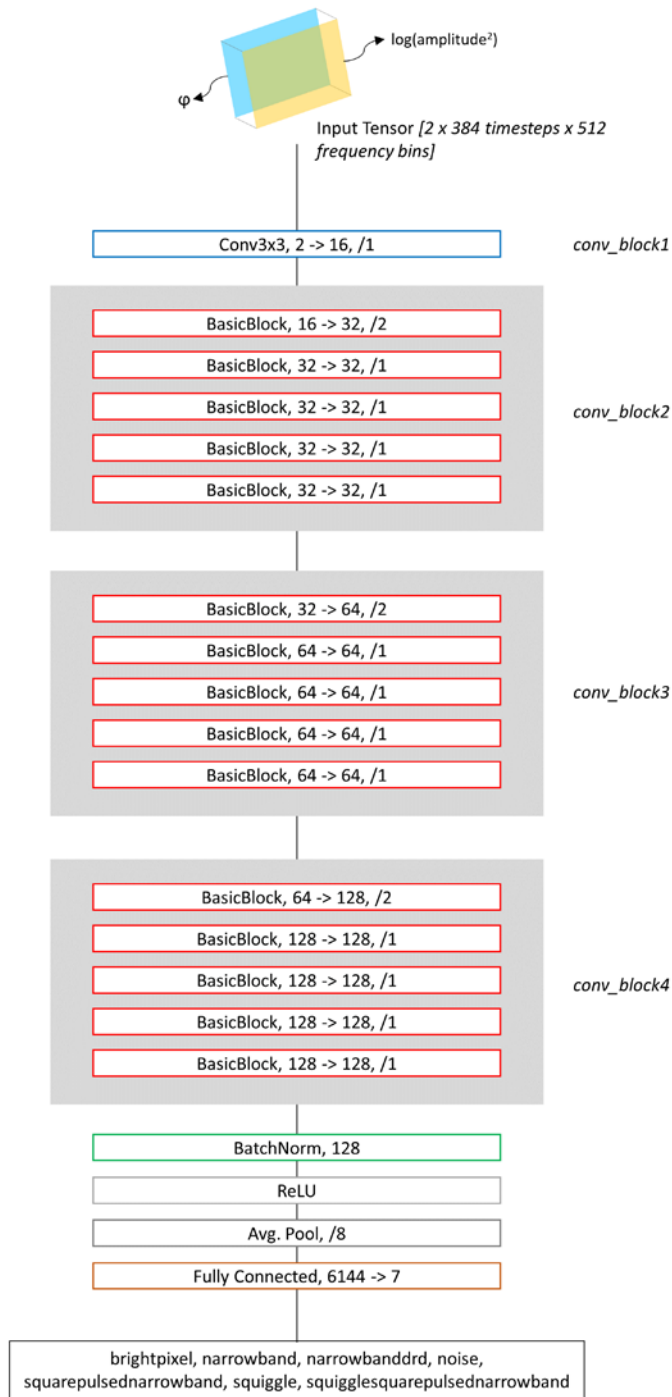 log(amplitude²)
φ
Input Tensor [2 x 384 timesteps x 512
frequency bins]
Conv3x3, 2 -> 16, /1
conv_block1
BasicBlock, 16 -> 32, /2
BasicBlock, 32 -> 32, /1
BasicBlock, 32 -> 32, /1
conv_block2
BasicBlock, 32 -> 32, /1
BasicBlock, 32 -> 32, /1
BasicBlock, 32 -> 64, /2
BasicBlock, 64 -> 64, /1
BasicBlock, 64 -> 64, /1
conv_block3
BasicBlock, 64 -> 64, /1
BasicBlock, 64 -> 64, /1
BasicBlock, 64 -> 128, /2
BasicBlock, 128 -> 128, /1
BasicBlock, 128 -> 128, /1
conv_block4
BasicBlock, 128 -> 128, /1
BasicBlock, 128 -> 128, /1
BatchNorm, 128
ReLU
Avg. Pool, /8
Fully Connected, 6144 -> 7
brightpixel, narrowband, narrowbanddrd, noise,
squarepulsednarrowband, squiggle, squigglesquarepulsednarrowband